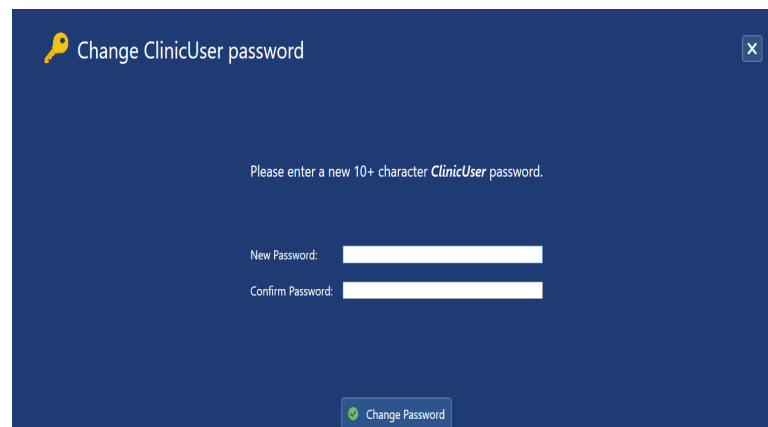 Change ClinicUser password
X
Please enter a new 10+ character ClinicUser password.
New Password:
Confirm Password:
Change Password